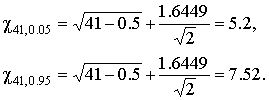 χ₄₁,₀.₀₅ = √(41−0.5) + 1.6449/√2 = 5.2,
χ₄₁,₀.₉₅ = √(41−0.5) + 1.6449/√2 = 7.52.